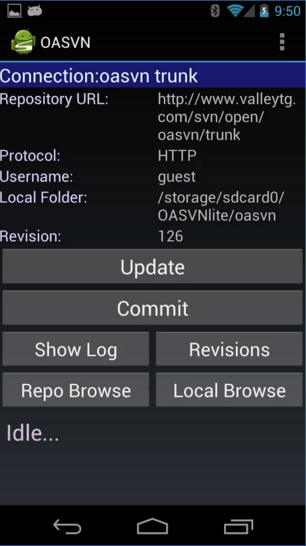 9:50
OASVN
Connection:oasvn trunk
Repository URL: http://www.valleytg.
com/svn/open/
oasvn/trunk
Protocol: HTTP
Username: guest
Local Folder: /storage/sdcard0/
OASVNlite/oasvn
Revision: 126
Update
Commit
Show Log Revisions
Repo Browse Local Browse
Idle...